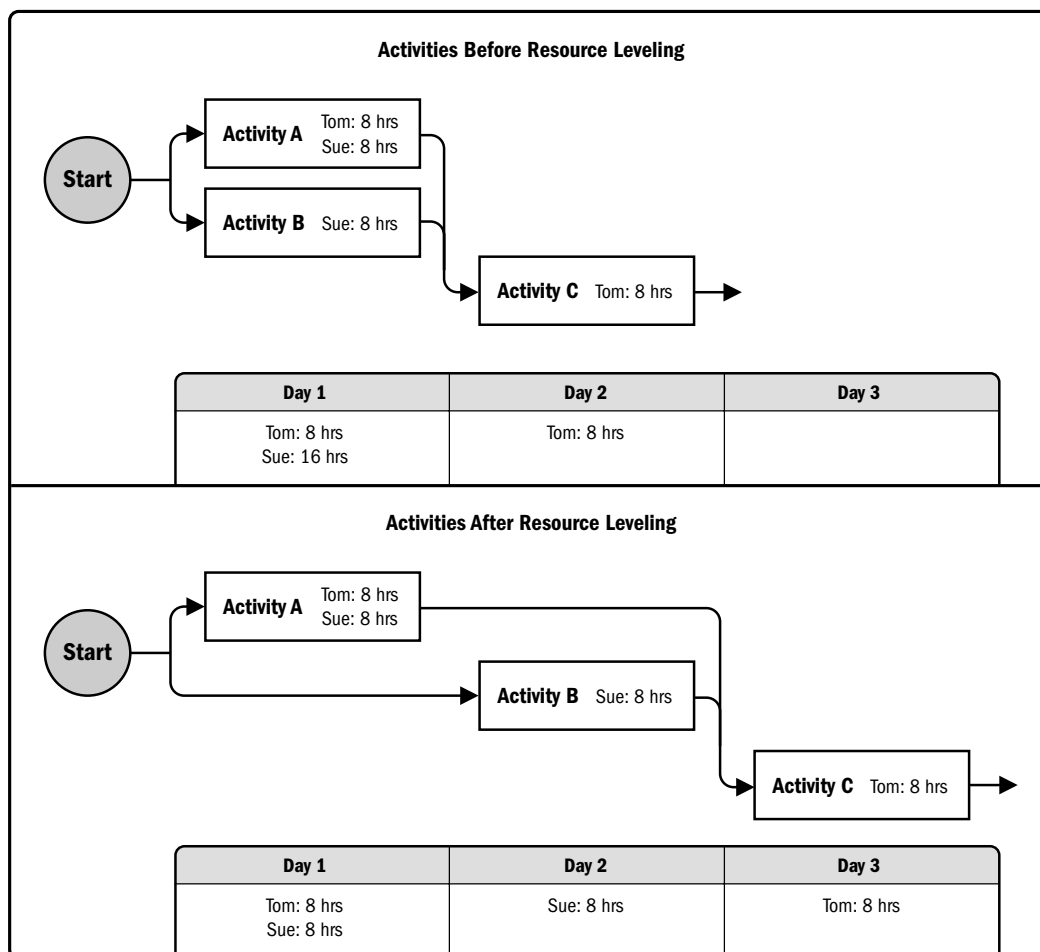 Activities Before Resource Leveling
Start
Activity A
Tom: 8 hrs
Sue: 8 hrs
Activity B Sue: 8 hrs
Activity C Tom: 8 hrs
Day 1 Day 2 Day 3
Tom: 8 hrs Tom: 8 hrs
Sue: 16 hrs
Activities After Resource Leveling
Start
Activity A
Tom: 8 hrs
Sue: 8 hrs
Activity B Sue: 8 hrs
Activity C Tom: 8 hrs
Day 1 Day 2 Day 3
Tom: 8 hrs Sue: 8 hrs Tom: 8 hrs
Sue: 8 hrs